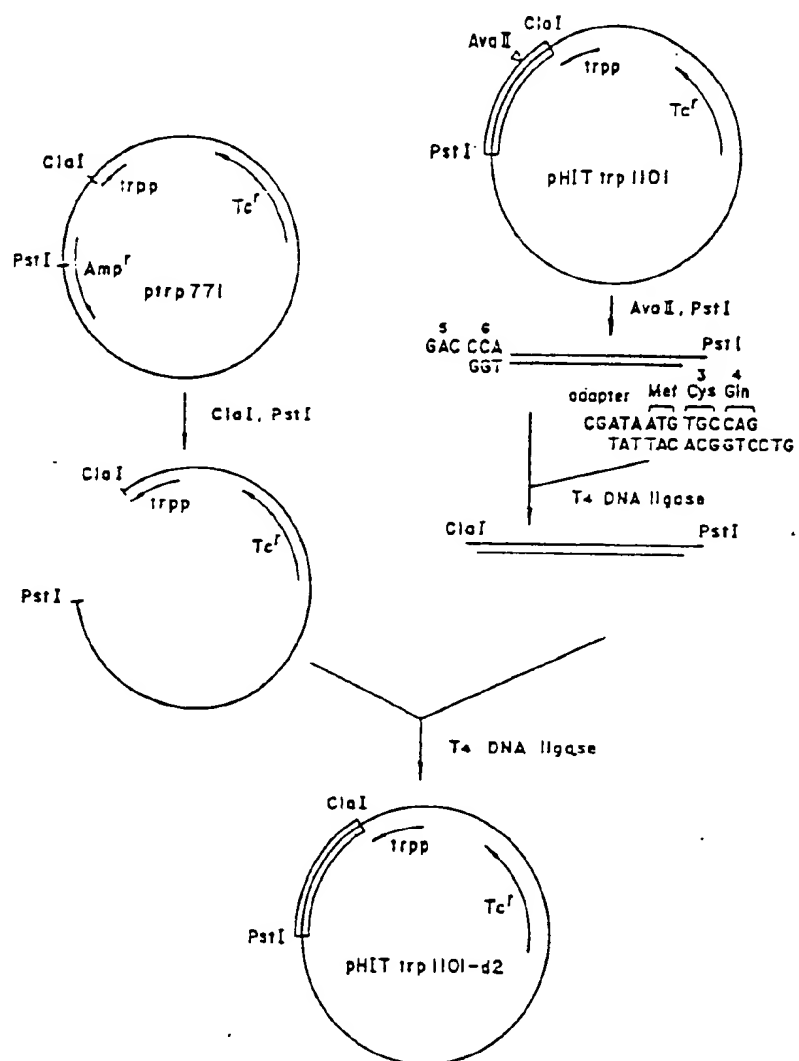 ClaI
AvaII
trpp
Tcr
PstI
pHIT trp 1101
ClaI
trpp
Tcr
PstI
Ampr
ptrp 771
AvaII, PstI
5 6
GAC CCA
GGT
PstI
3 4
adapter Met Cys Gln
CGATA ATG TGC CAG
TAT TAC ACG GTCCTG
ClaI, PstI
T4 DNA ligase
ClaI
trpp
Tcr
PstI
ClaI
PstI
T4 DNA ligase
ClaI
trpp
Tcr
PstI
pHIT trp 1101-d2